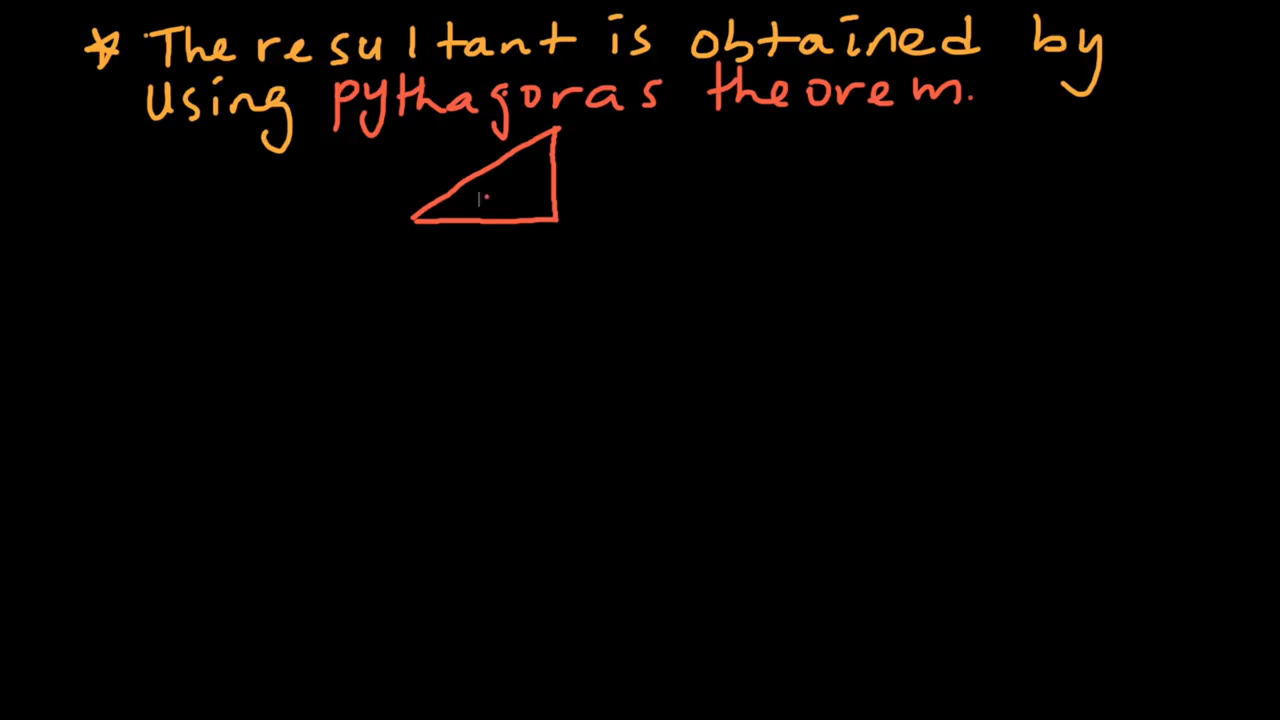 * The resultant is obtained by
using pythagoras theorem.